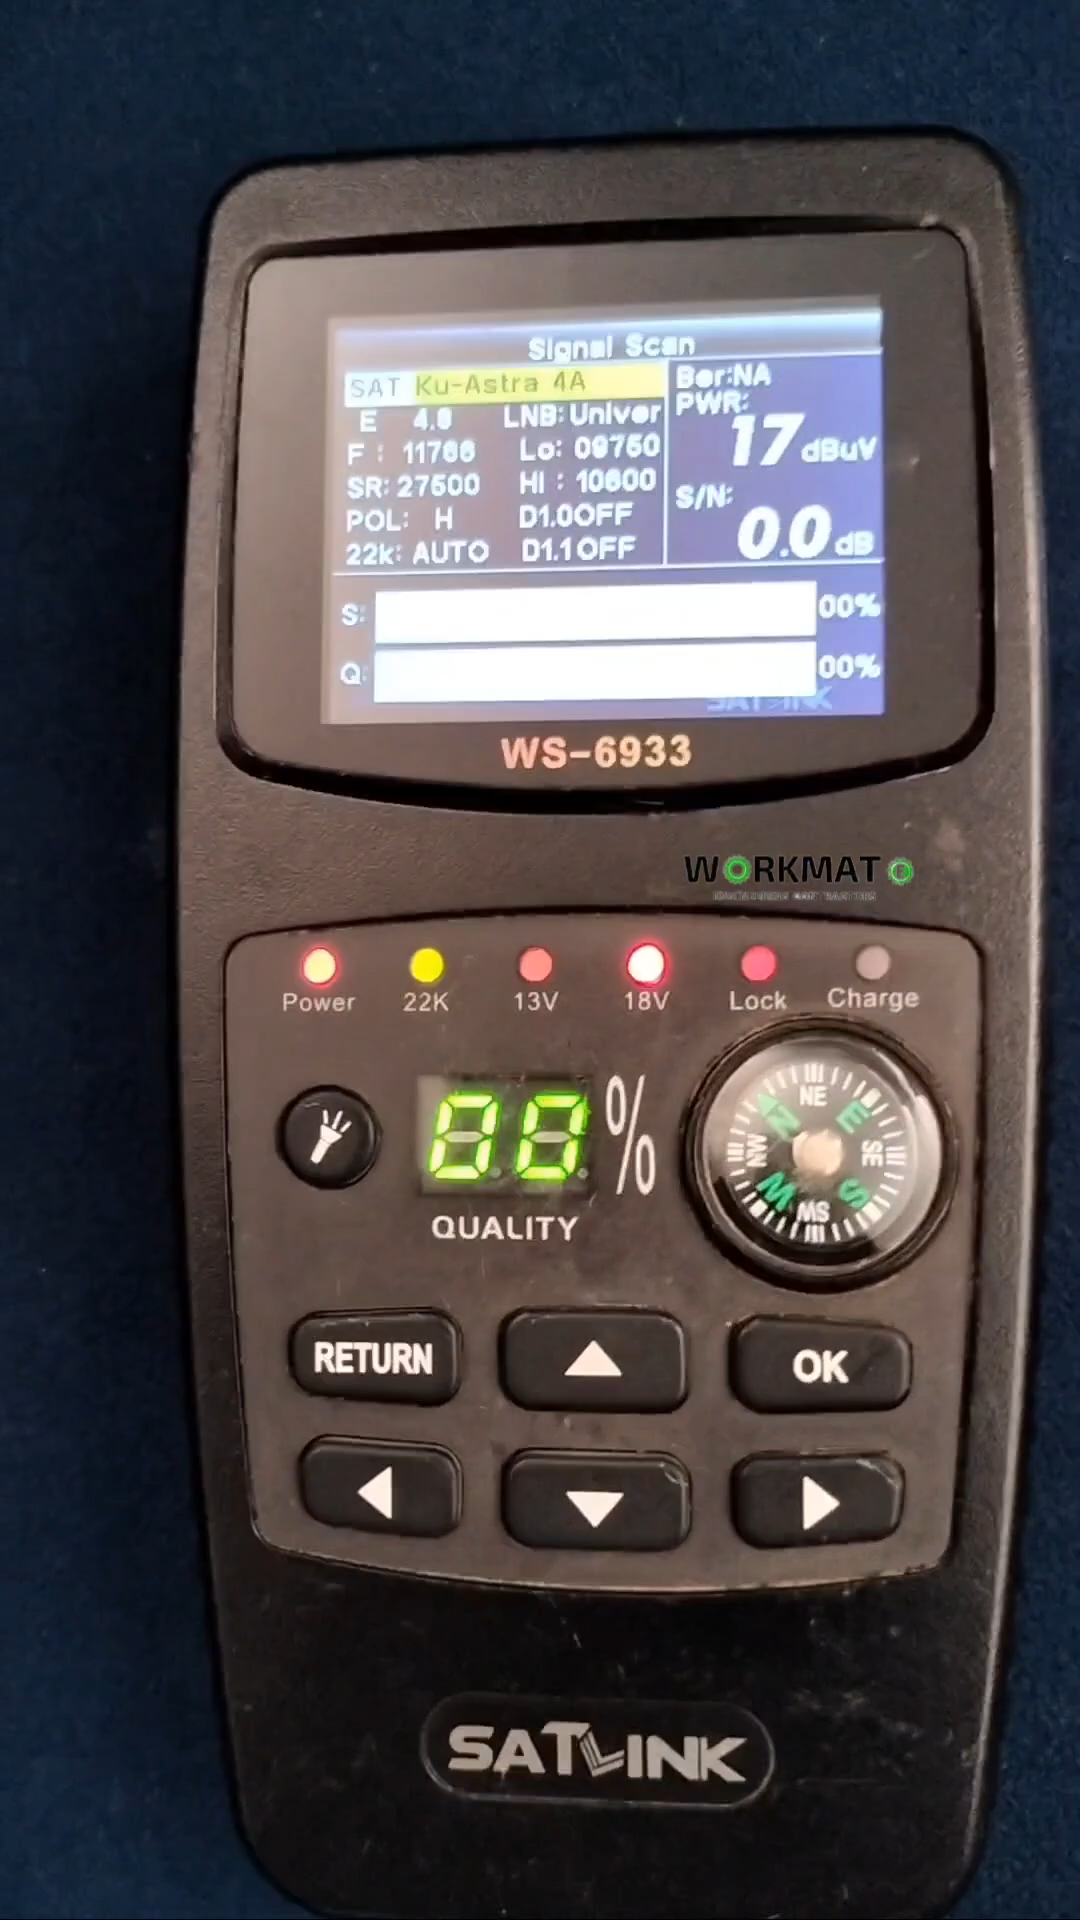 Signal Scan
SAT Ku-Astra 4A
E 4.8 LNB: Univer
F : 11766 Lo: 09750
SR: 27500 HI : 10600
POL: H D1.0OFF
22k: AUTO D1.1OFF
Ber:NA
PWR:
17 dBuV
S/N:
0.0 dB
S: 00%
Q: 00%
SATLINK
WS-6933
WORKMATO
Power 22K 13V 18V Lock Charge
00 %
QUALITY
NE
N E
NW SE
W S
SW
RETURN OK
SATLINK